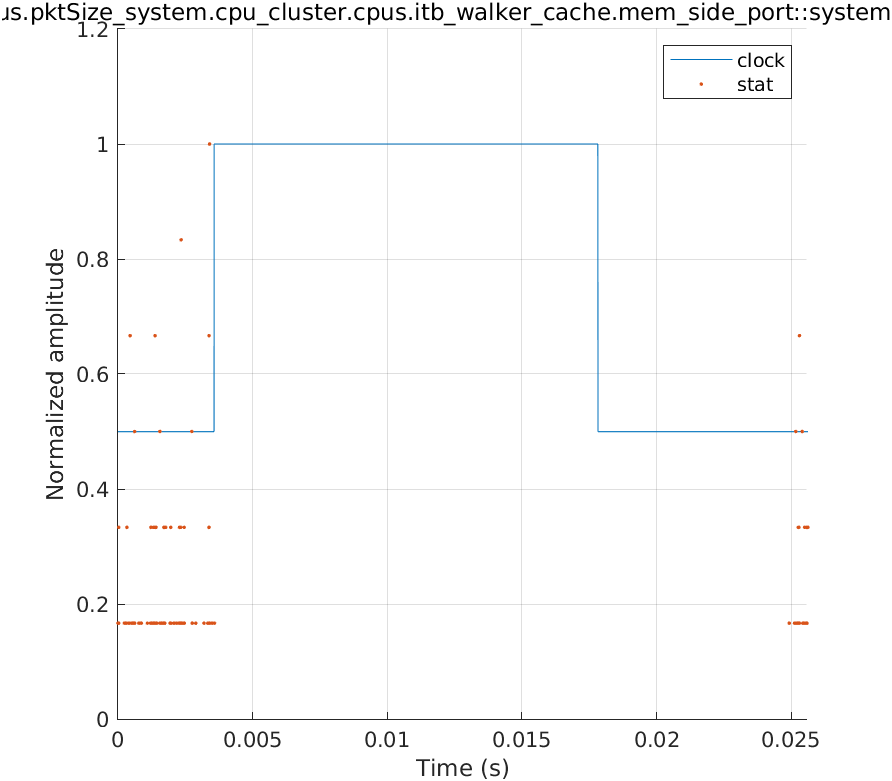 us.pktSize_system.cpu_cluster.cpus.itb_walker_cache.mem_side_port::system
1.2
clock
stat
1
0.8
0.6
0.4
0.2
0
Normalized amplitude
0
0.005
0.01
0.015
0.02
0.025
Time (s)